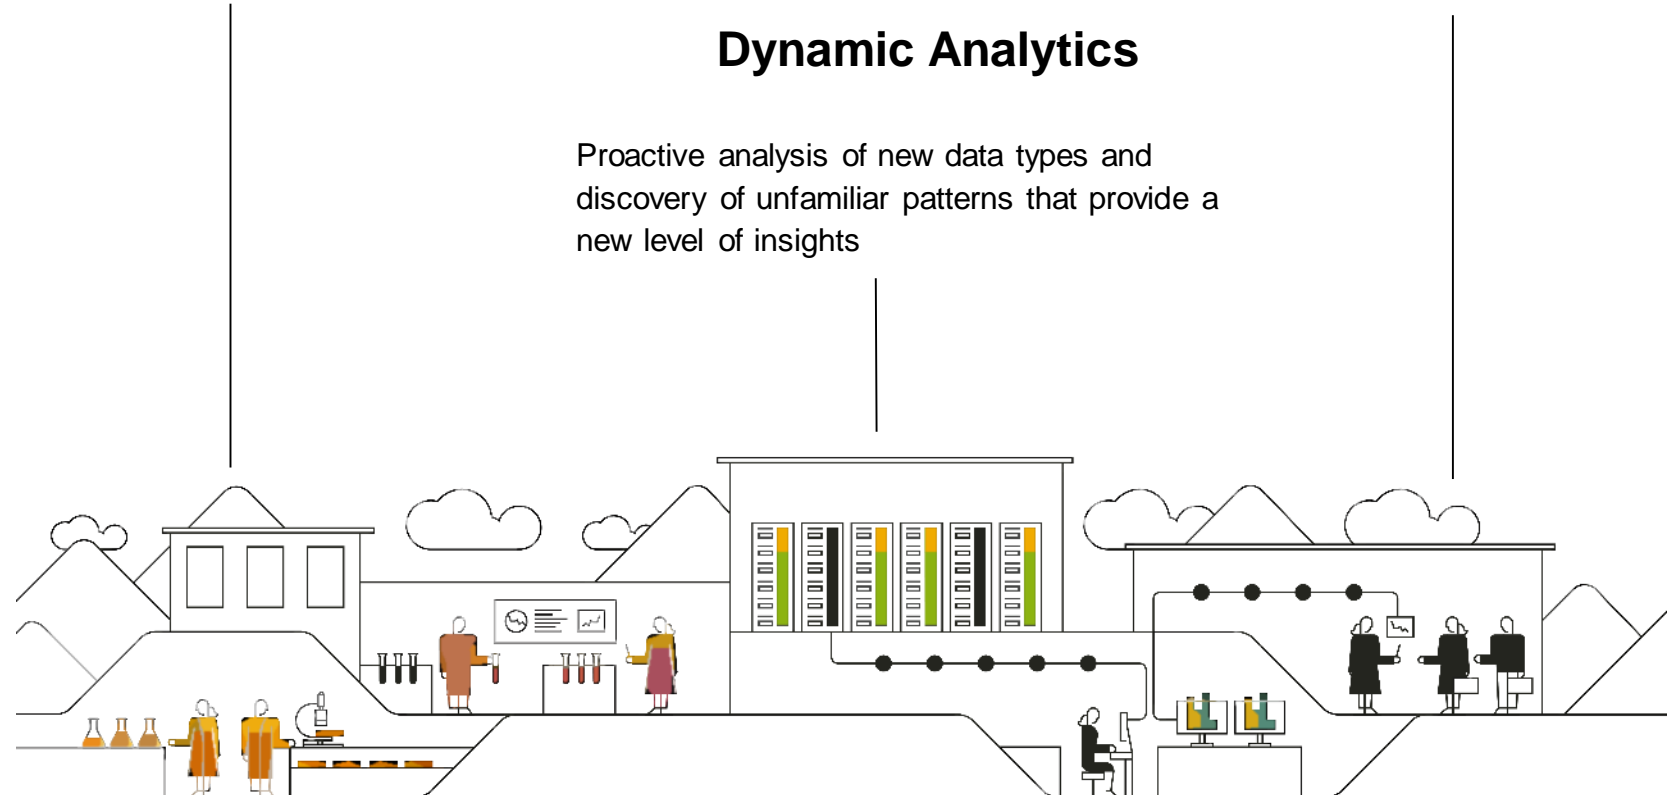 Dynamic Analytics
Proactive analysis of new data types and
discovery of unfamiliar patterns that provide a
new level of insights